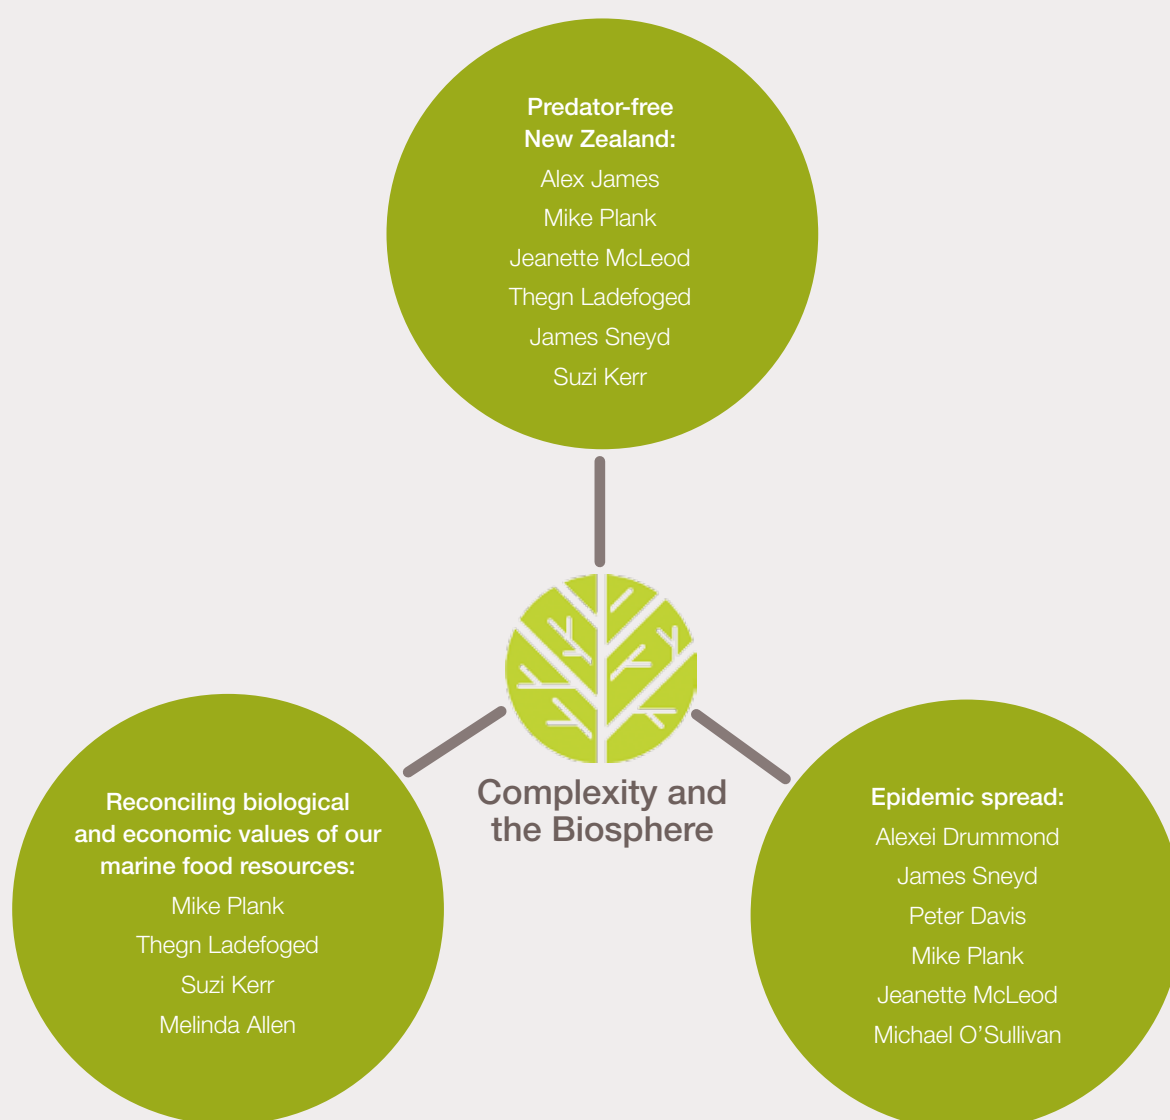 Predator-free
New Zealand:
Alex James
Mike Plank
Jeanette McLeod
Thegn Ladefoged
James Sneyd
Suzi Kerr
Complexity and
the Biosphere
Reconciling biological
and economic values of our
marine food resources:
Mike Plank
Thegn Ladefoged
Suzi Kerr
Melinda Allen
Epidemic spread:
Alexei Drummond
James Sneyd
Peter Davis
Mike Plank
Jeanette McLeod
Michael O’Sullivan